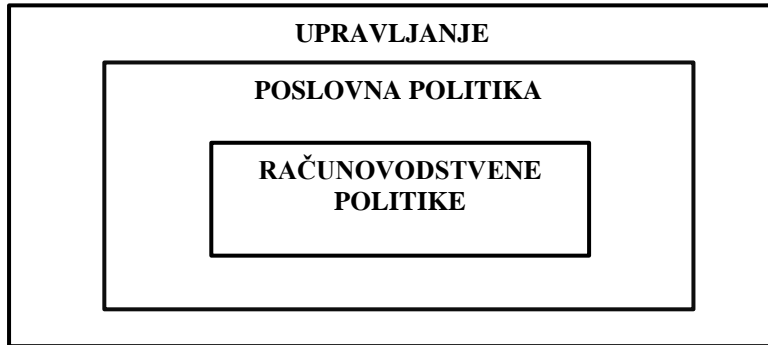 UPRAVLJANJE
POSLOVNA POLITIKA
RAČUNOVODSTVENE
POLITIKE